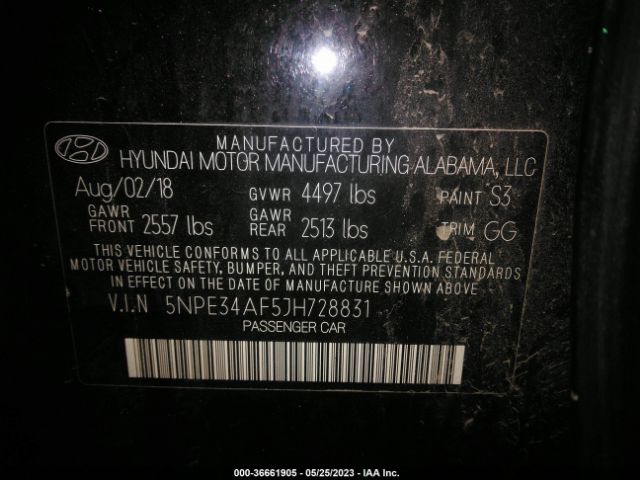 MANUFACTURED BY
HYUNDAI MOTOR MANUFACTURING ALABAMA, LLC
Aug/02/18 GVWR 4497 lbs PAINT S3
GAWR FRONT 2557 lbs GAWR REAR 2513 lbs TRIM GG
THIS VEHICLE CONFORMS TO ALL APPLICABLE U.S.A. FEDERAL
MOTOR VEHICLE SAFETY, BUMPER, AND THEFT PREVENTION STANDARDS
IN EFFECT ON THE DATE OF MANUFACTURE SHOWN ABOVE.
V.I.N 5NPE34AF5JH728831
PASSENGER CAR
000-36661905 - 05/25/2023 - IAA Inc.